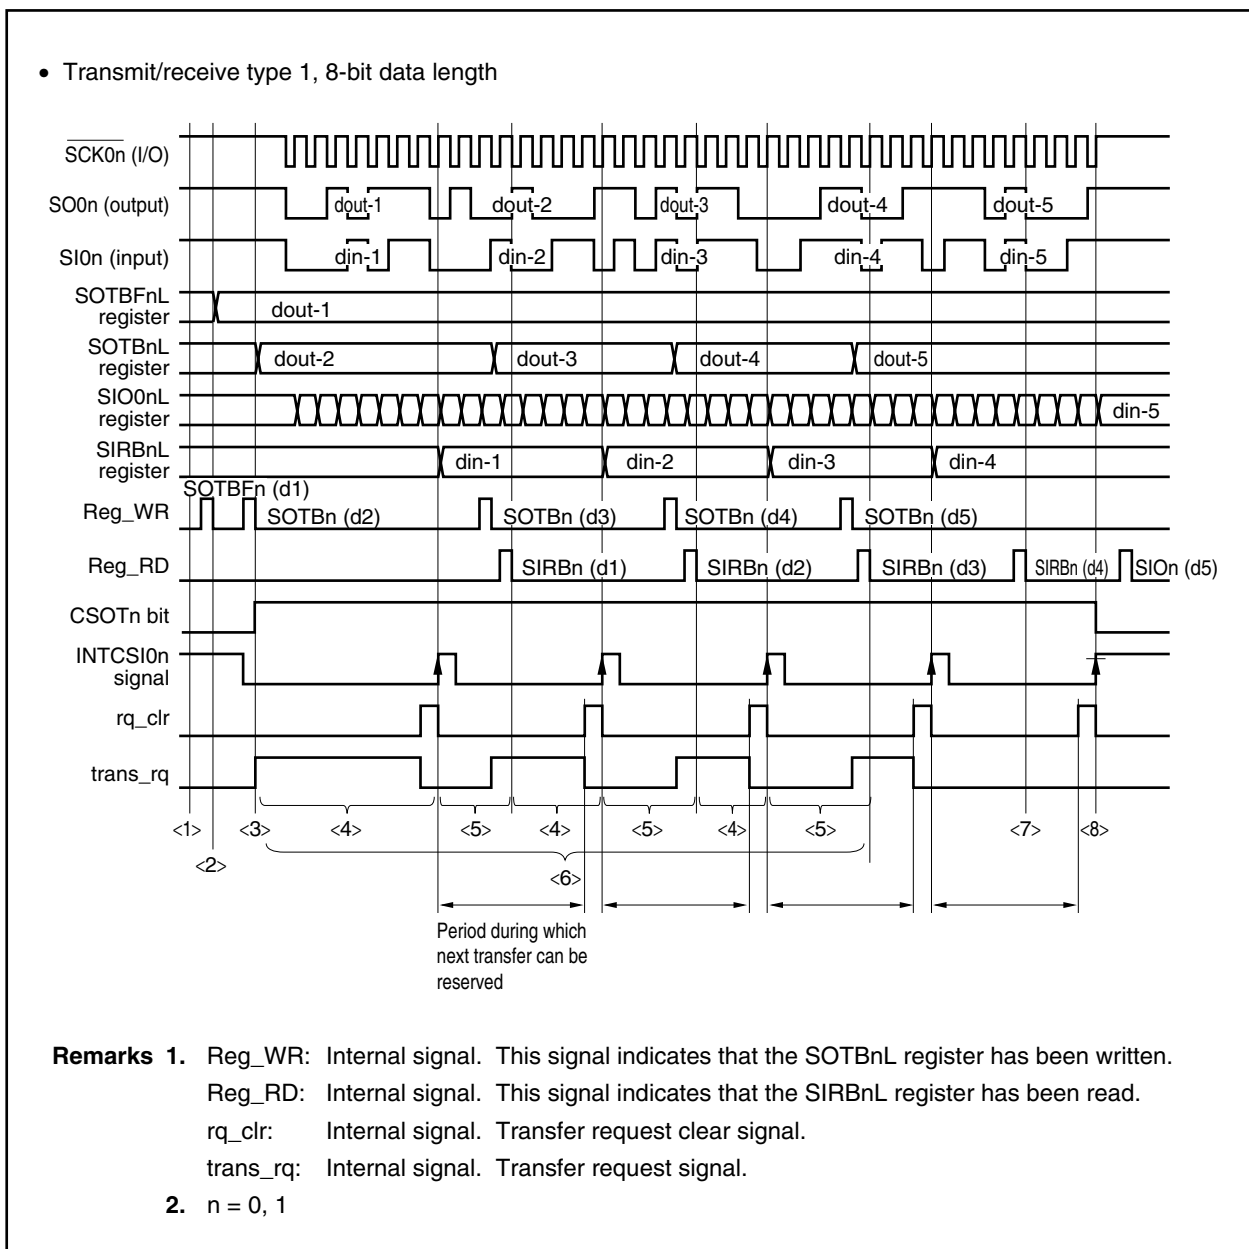 • Transmit/receive type 1, 8-bit data length
SCK0n (I/O)
SO0n (output)
dout-1 dout-2 dout-3 dout-4 dout-5
SI0n (input)
din-1 din-2 din-3 din-4 din-5
SOTBFnL
register
dout-1
SOTBnL
register
dout-2 dout-3 dout-4 dout-5
SIO0nL
register
din-5
SIRBnL
register
din-1 din-2 din-3 din-4
SOTBFn (d1)
Reg_WR
SOTBn (d2) SOTBn (d3) SOTBn (d4) SOTBn (d5)
Reg_RD
SIRBn (d1) SIRBn (d2) SIRBn (d3) SIRBn (d4) SIOn (d5)
CSOTn bit
INTCSI0n
signal
rq_clr
trans_rq
<1> <3> <4> <5> <4> <5> <4> <5> <7> <8>
<2>
<6>
Period during which
next transfer can be
reserved
Remarks 1. Reg_WR: Internal signal. This signal indicates that the SOTBnL register has been written.
Reg_RD: Internal signal. This signal indicates that the SIRBnL register has been read.
rq_clr: Internal signal. Transfer request clear signal.
trans_rq: Internal signal. Transfer request signal.
2. n = 0, 1